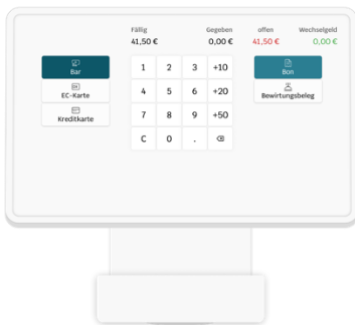 Fällig Gegeben offen Wechselgeld
41,50 € 0,00 € 41,50 € 0,00 €
Bar
EC-Karte
Kreditkarte
1 2 3 +10
4 5 6 +20
7 8 9 +50
C 0 .
Bon
Bewirtungsbeleg